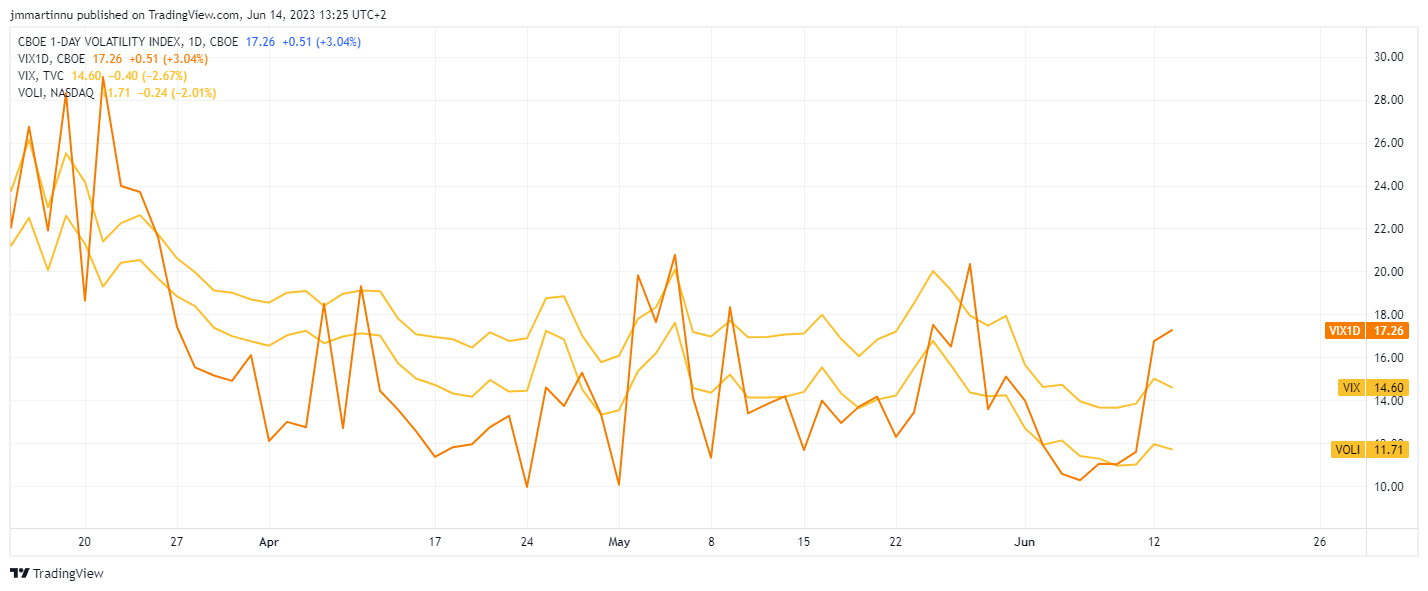 jmmartinnu published on TradingView.com, Jun 14, 2023 13:25 UTC+2
CBOE 1-DAY VOLATILITY INDEX, 1D, CBOE 17.26 +0.51 (+3.04%)
VIX1D, CBOE 17.26 +0.51 (+3.04%)
VIX, TVC 14.60 −0.40 (−2.67%)
VOLI, NASDAQ 11.71 −0.24 (−2.01%)
30.00
28.00
26.00
24.00
22.00
20.00
18.00
VIX1D 17.26
16.00
VIX 14.60
14.00
12.00
VOLI 11.71
10.00
20 27 Apr 17 24 May 8 15 22 Jun 12 26
TradingView